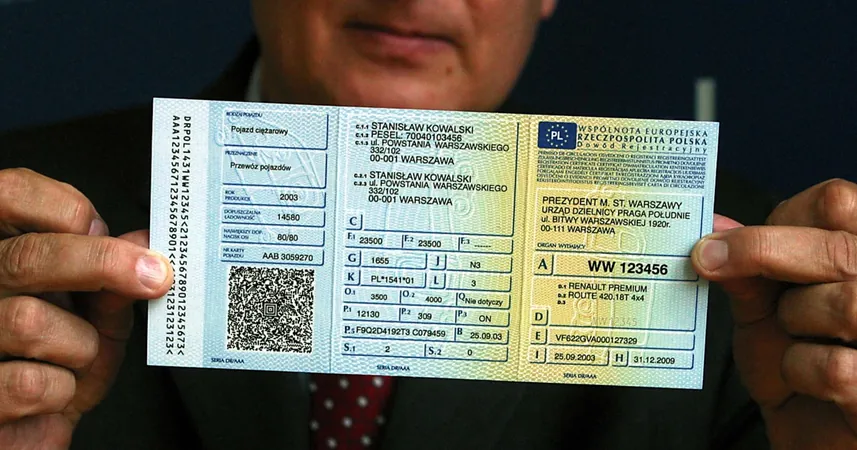 RODZAJ POJAZDU
Pojazd ciężarowy
PRZEZNACZENIE
Przewóz pojazdów
ROK PRODUKCJI 2003
DOPUSZCZALNA ŁADOWNOŚĆ 14580
NAJWIĘKSZY DOP. NACISK OSI 80/80
NR KARTY POJAZDU AAB 3059270
SERIA DR/AAA
C.1.1 STANISŁAW KOWALSKI
C.1.2 PESEL: 70040103456
C.1.3 ul. POWSTANIA WARSZAWSKIEGO
332/102
00-001 WARSZAWA
C.2.1 STANISŁAW KOWALSKI
C.2.3 ul. POWSTANIA WARSZAWSKIEGO
332/102
00-001 WARSZAWA
C
F.1 23500 F.2 23500 F.3 ------
G 1655 J N3
K PL*1541*01 L 3
O.1 3500 O.2 4000 Q Nie dotyczy
P.1 12130 P.2 309 P.3 ON
P.5 F9Q2D4192T3 C079459 B 25.09.03
S.1 2 S.2 0
SERIA DR/AAA
PL
WSPÓLNOTA EUROPEJSKA
RZECZPOSPOLITA POLSKA
Dowód Rejestracyjny
PREZYDENT M. ST. WARSZAWY
URZĄD DZIELNICY PRAGA POŁUDNIE
ul. BITWY WARSZAWSKIEJ 1920r.
00-111 WARSZAWA
ORGAN WYDAJĄCY
A WW 123456
D.1 RENAULT PREMIUM
D.2 ROUTE 420.18T 4x4
D
E VF622GVA000127329
I 25.09.2003 H 31.12.2009
SERIA DR/AAA